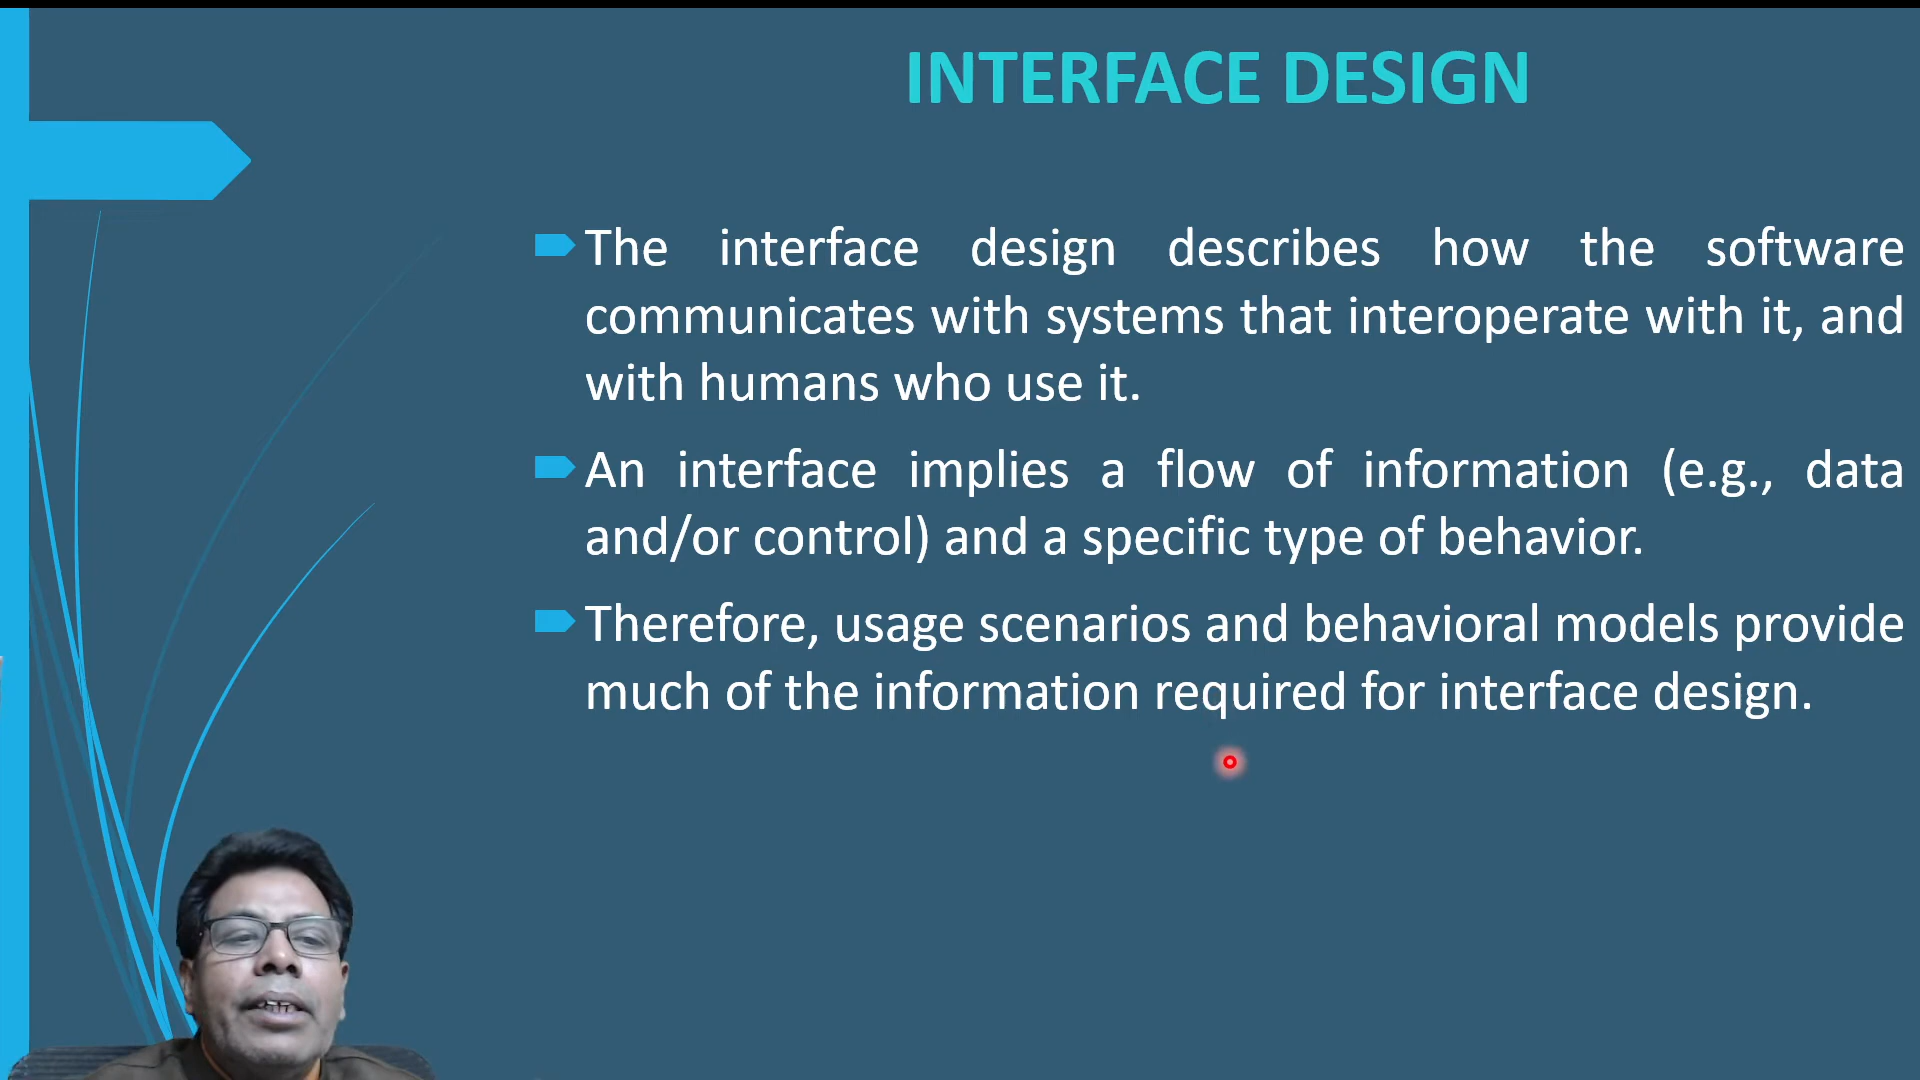 INTERFACE DESIGN
The interface design describes how the software
communicates with systems that interoperate with it, and
with humans who use it.
An interface implies a flow of information (e.g., data
and/or control) and a specific type of behavior.
Therefore, usage scenarios and behavioral models provide
much of the information required for interface design.